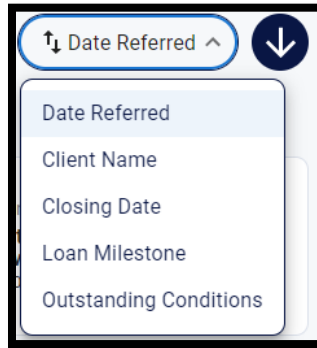 Date Referred
Date Referred
Client Name
Closing Date
Loan Milestone
Outstanding Conditions